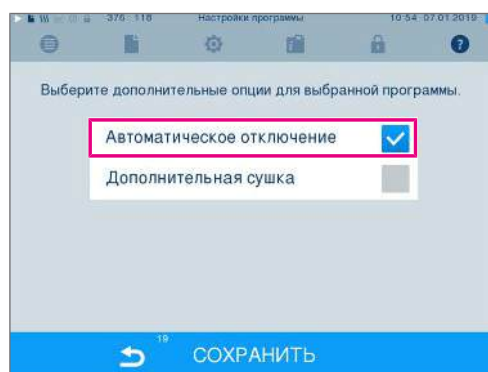 376 : 118 Настройки программы 10:54 07.01.2019
?
Выберите дополнительные опции для выбранной программы.
Автоматическое отключение
Дополнительная сушка
19
СОХРАНИТЬ